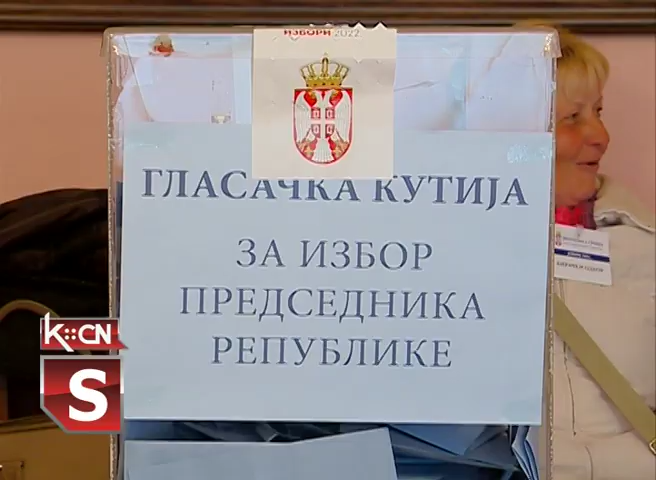 ИЗБОРИ 2022
ГЛАСАЧКА КУТИЈА
ЗА ИЗБОР
ПРЕДСЕДНИКА
РЕПУБЛИКЕ
K::CN
S